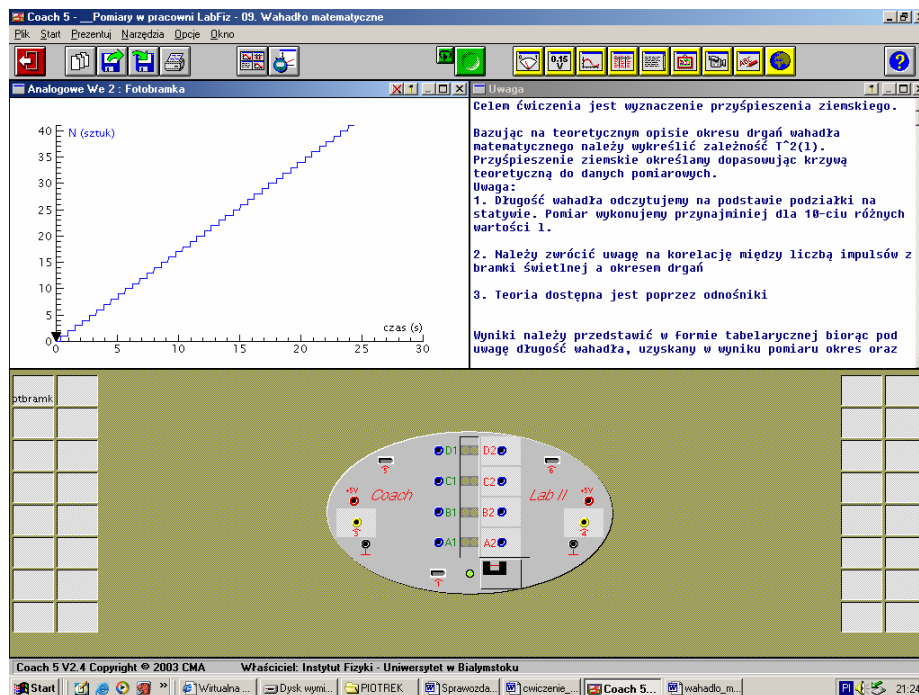 Coach 5 - __Pomiary w pracowni LabFiz - 09. Wahadło matematyczne
Plik Start Prezentuj Narzędzia Opcje Okno
0.15
V
?
Analogowe We 2 : Fotobramka
40
N (sztuk)
35
30
25
20
15
10
5
0
czas (s)
0 5 10 15 20 25 30
Uwaga
Celem ćwiczenia jest wyznaczenie przyśpieszenia ziemskiego.
Bazując na teoretycznym opisie okresu drgań wahadła
matematycznego należy wykreślić zależność T^2(l).
Przyśpieszenie ziemskie określamy dopasowując krzywą
teoretyczną do danych pomiarowych.
Uwaga:
1. Długość wahadła odczytujemy na podstawie podziałki na
statywie. Pomiar wykonujemy przynajminiej dla 10-ciu różnych
wartości l.
2. Należy zwrócić uwagę na korelację między liczbą impulsów z
bramki świetlnej a okresem drgań
3. Teoria dostępna jest poprzez odnośniki
Wyniki należy przedstawić w formie tabelarycznej biorąc pod
uwagę długość wahadła, uzyskany w wyniku pomiaru okres oraz
otbramk
D1 D2
5 6
C1 C2
+5V Coach Lab II +5V
B1 B2
3 4
A1 A2
1
Coach 5 V2.4 Copyright © 2003 CMA Właściciel: Instytut Fizyki - Uniwersytet w Bialymstoku
Start » Wirtualna ... Dysk wymi... PIOTREK Sprawozda... cwiczenie_... Coach 5... wahadlo_m... Pl